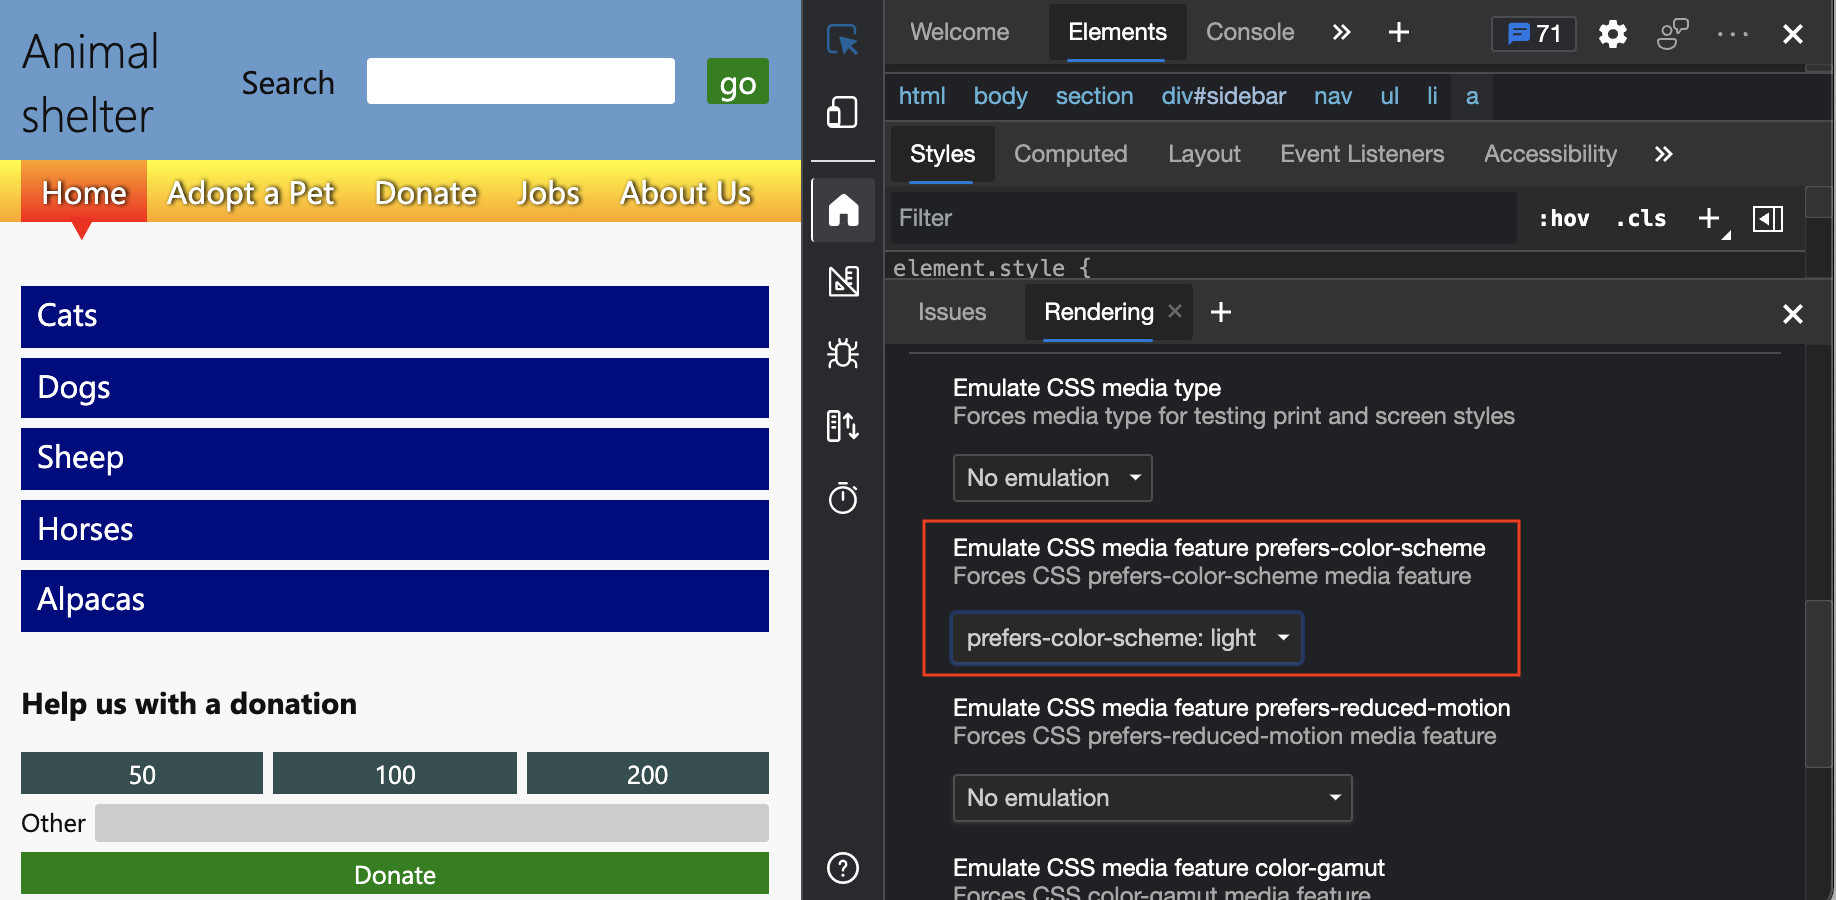 Animal
shelter
Search
go
Home
Adopt a Pet
Donate
Jobs
About Us
Cats
Dogs
Sheep
Horses
Alpacas
Help us with a donation
50
100
200
Other
Donate
Welcome
Elements
Console
71
html
body
section
div#sidebar
nav
ul
li
a
Styles
Computed
Layout
Event Listeners
Accessibility
Filter
:hov
.cls
element.style {
Issues
Rendering
Emulate CSS media type
Forces media type for testing print and screen styles
No emulation
Emulate CSS media feature prefers-color-scheme
Forces CSS prefers-color-scheme media feature
prefers-color-scheme: light
Emulate CSS media feature prefers-reduced-motion
Forces CSS prefers-reduced-motion media feature
No emulation
Emulate CSS media feature color-gamut
Forces CSS color-gamut media feature